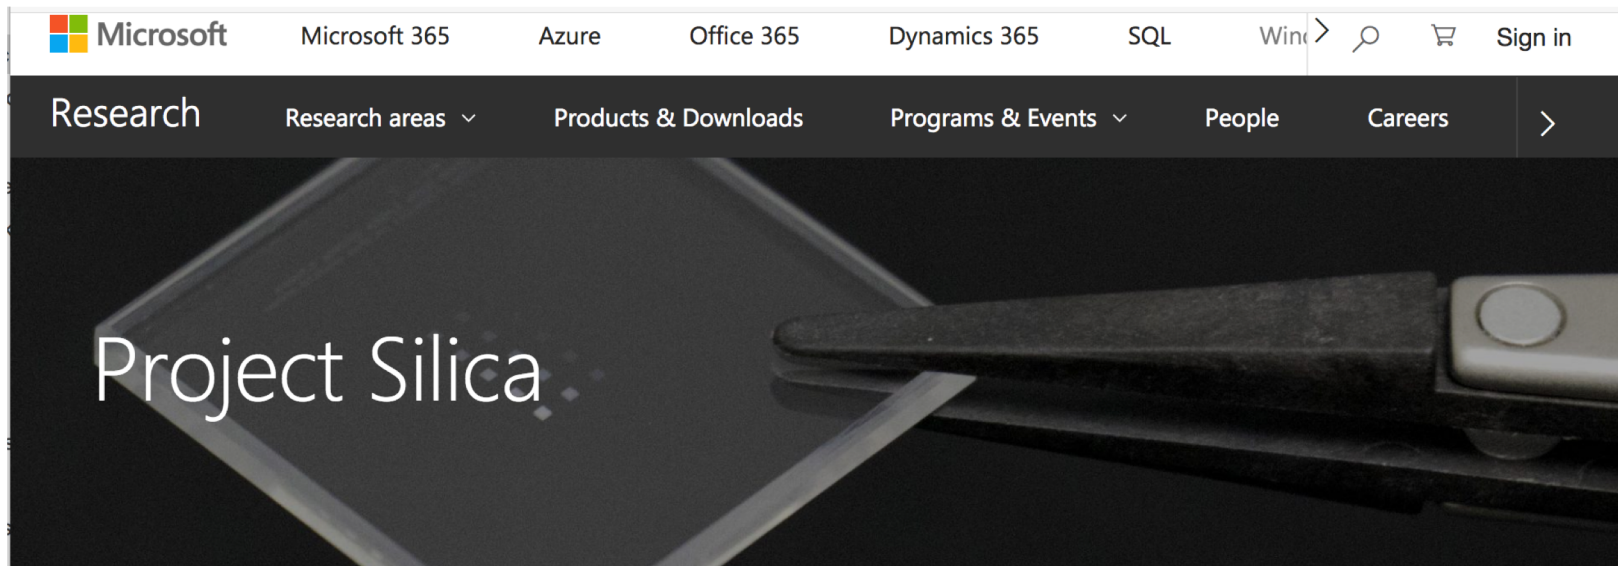 Microsoft Microsoft 365 Azure Office 365 Dynamics 365 SQL Sign in
Research Research areas Products & Downloads Programs & Events People Careers
Project Silica